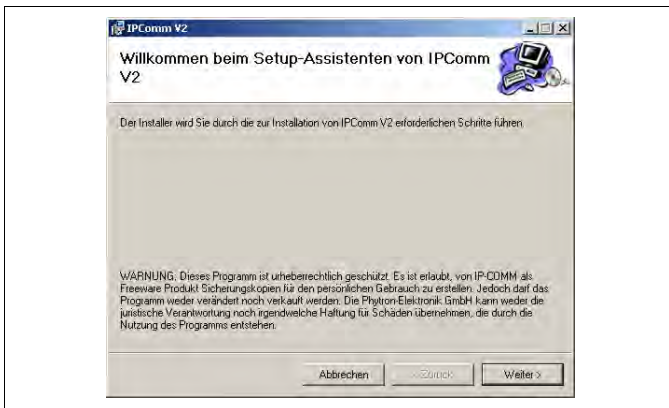 IPComm V2
Willkommen beim Setup-Assistenten von IPComm
V2
Der Installer wird Sie durch die zur Installation von IPComm V2 erforderlichen Schritte führen.
WARNUNG, Dieses Programm ist urheberrechtlich geschützt. Es ist erlaubt, von IP-COMM als
Freeware Produkt Sicherungskopien für den persönlichen Gebrauch zu erstellen. Jedoch darf das
Programm weder verändert noch verkauft werden. Die Phytron-Elektronik GmbH kann weder die
juristische Verantwortung noch irgendwelche Haftung für Schäden übernehmen, die durch die
Nutzung des Programms entstehen.
Abbrechen
< Zurück
Weiter >